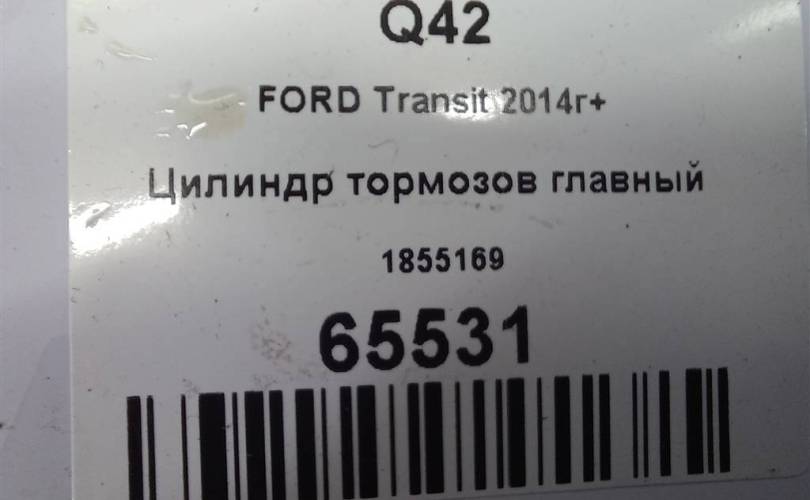 Q42
FORD Transit 2014г+
Цилиндр тормозов главный
1855169
65531